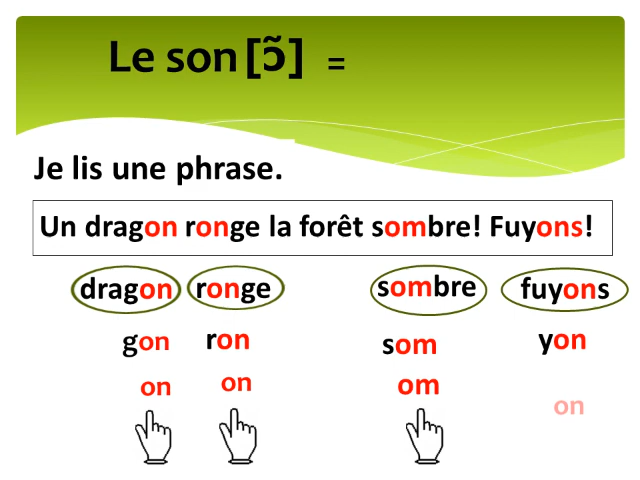 Le son [ɔ̃] =
Je lis une phrase.
Un dragon ronge la forêt sombre! Fuyons!
dragon ronge sombre fuyons
gon ron som yon
on on om on